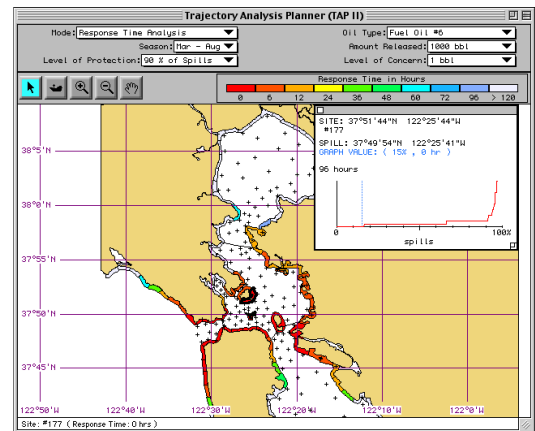 Trajectory Analysis Planner (TAP II)
Mode: Response Time Analysis
Oil Type: Fuel Oil #6
Season: Mar - Aug
Amount Released: 1000 bbl
Level of Protection: 90 % of Spills
Level of Concern: 1 bbl
Response Time in Hours
0 6 12 24 36 48 60 72 96 > 120
SITE: 37°51'44"N 122°25'44"W
#177
SPILL: 37°49'54"N 122°25'41"W
GRAPH VALUE: ( 15% , 0 hr )
96 hours
0 100%
spills
38°5'N
38°0'N
37°55'N
37°50'N
37°45'N
122°50'W 122°40'W 122°30'W 122°20'W 122°10'W 122°0'W
Site: #177 ( Response Time: 0 hrs )